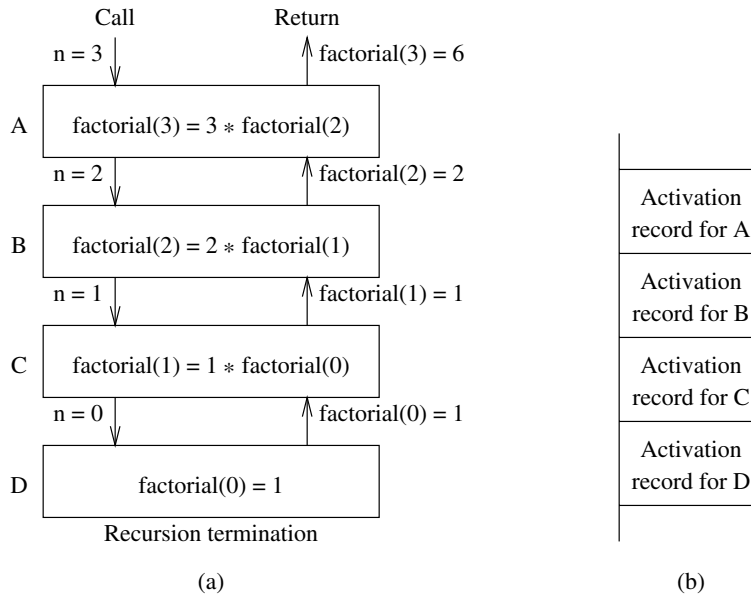 Call Return
n = 3 factorial(3) = 6
A factorial(3) = 3 * factorial(2)
n = 2 factorial(2) = 2
B factorial(2) = 2 * factorial(1)
n = 1 factorial(1) = 1
C factorial(1) = 1 * factorial(0)
n = 0 factorial(0) = 1
D factorial(0) = 1
Recursion termination
(a)
Activation
record for A
Activation
record for B
Activation
record for C
Activation
record for D
(b)